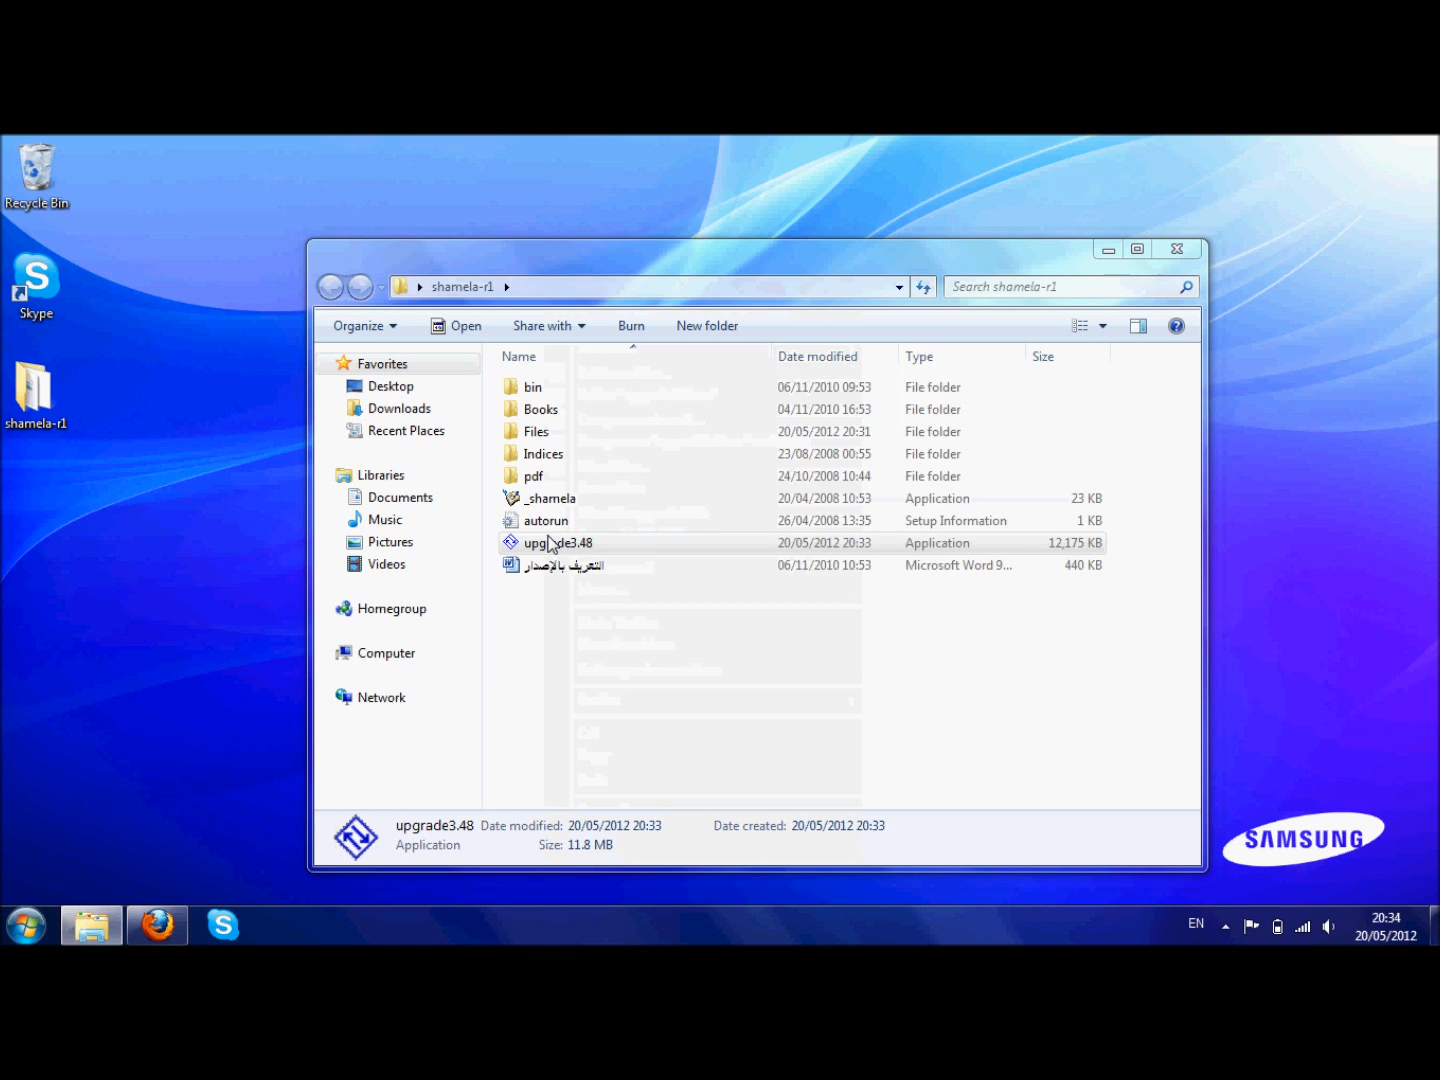 Recycle Bin
Skype
shamela-r1
shamela-r1
Search shamela-r1
Organize
Open
Share with
Burn
New folder
Favorites
Desktop
Downloads
Recent Places
Libraries
Documents
Music
Pictures
Videos
Homegroup
Computer
Network
Name Date modified Type Size
bin 06/11/2010 09:53 File folder
Books 04/11/2010 16:53 File folder
Files 20/05/2012 20:31 File folder
Indices 23/08/2008 00:55 File folder
pdf 24/10/2008 10:44 File folder
_shamela 20/04/2008 10:53 Application 23 KB
autorun 26/04/2008 13:35 Setup Information 1 KB
upgrade3.48 20/05/2012 20:33 Application 12,175 KB
التعريف بالإصدار 06/11/2010 10:53 Microsoft Word 9... 440 KB
upgrade3.48 Date modified: 20/05/2012 20:33 Date created: 20/05/2012 20:33
Application Size: 11.8 MB
SAMSUNG
EN
20:34
20/05/2012